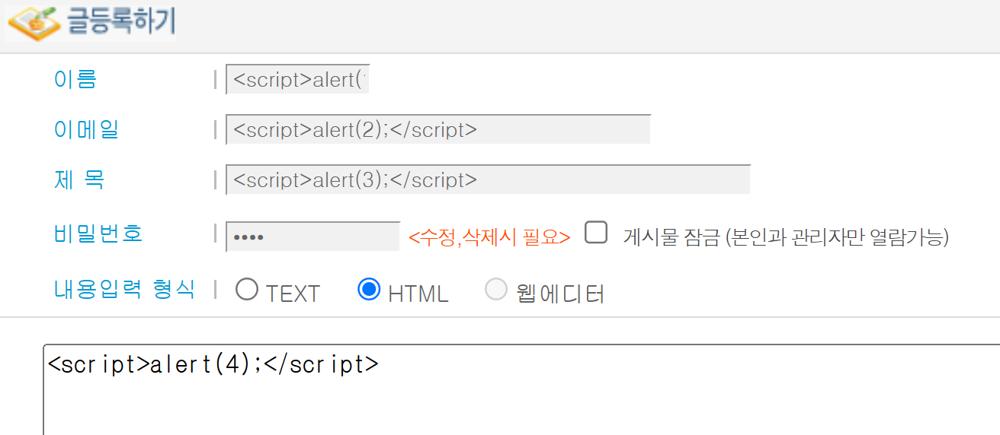 글등록하기
이름 <script>alert(
이메일 <script>alert(2);</script>
제 목 <script>alert(3);</script>
비밀번호 •••• <수정,삭제시 필요> 게시물 잠금 (본인과 관리자만 열람가능)
내용입력 형식 TEXT HTML 웹에디터
<script>alert(4);</script>